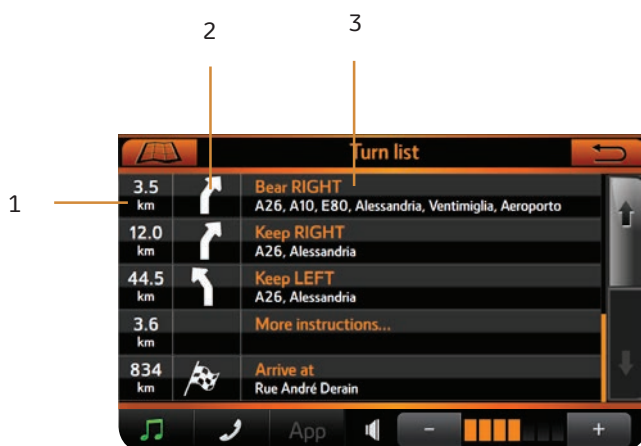 2
3
1
Turn list
3.5
km
Bear RIGHT
A26, A10, E80, Alessandria, Ventimiglia, Aeroporto
12.0
km
Keep RIGHT
A26, Alessandria
44.5
km
Keep LEFT
A26, Alessandria
3.6
km
More instructions...
834
km
Arrive at
Rue André Derain
App
-
+